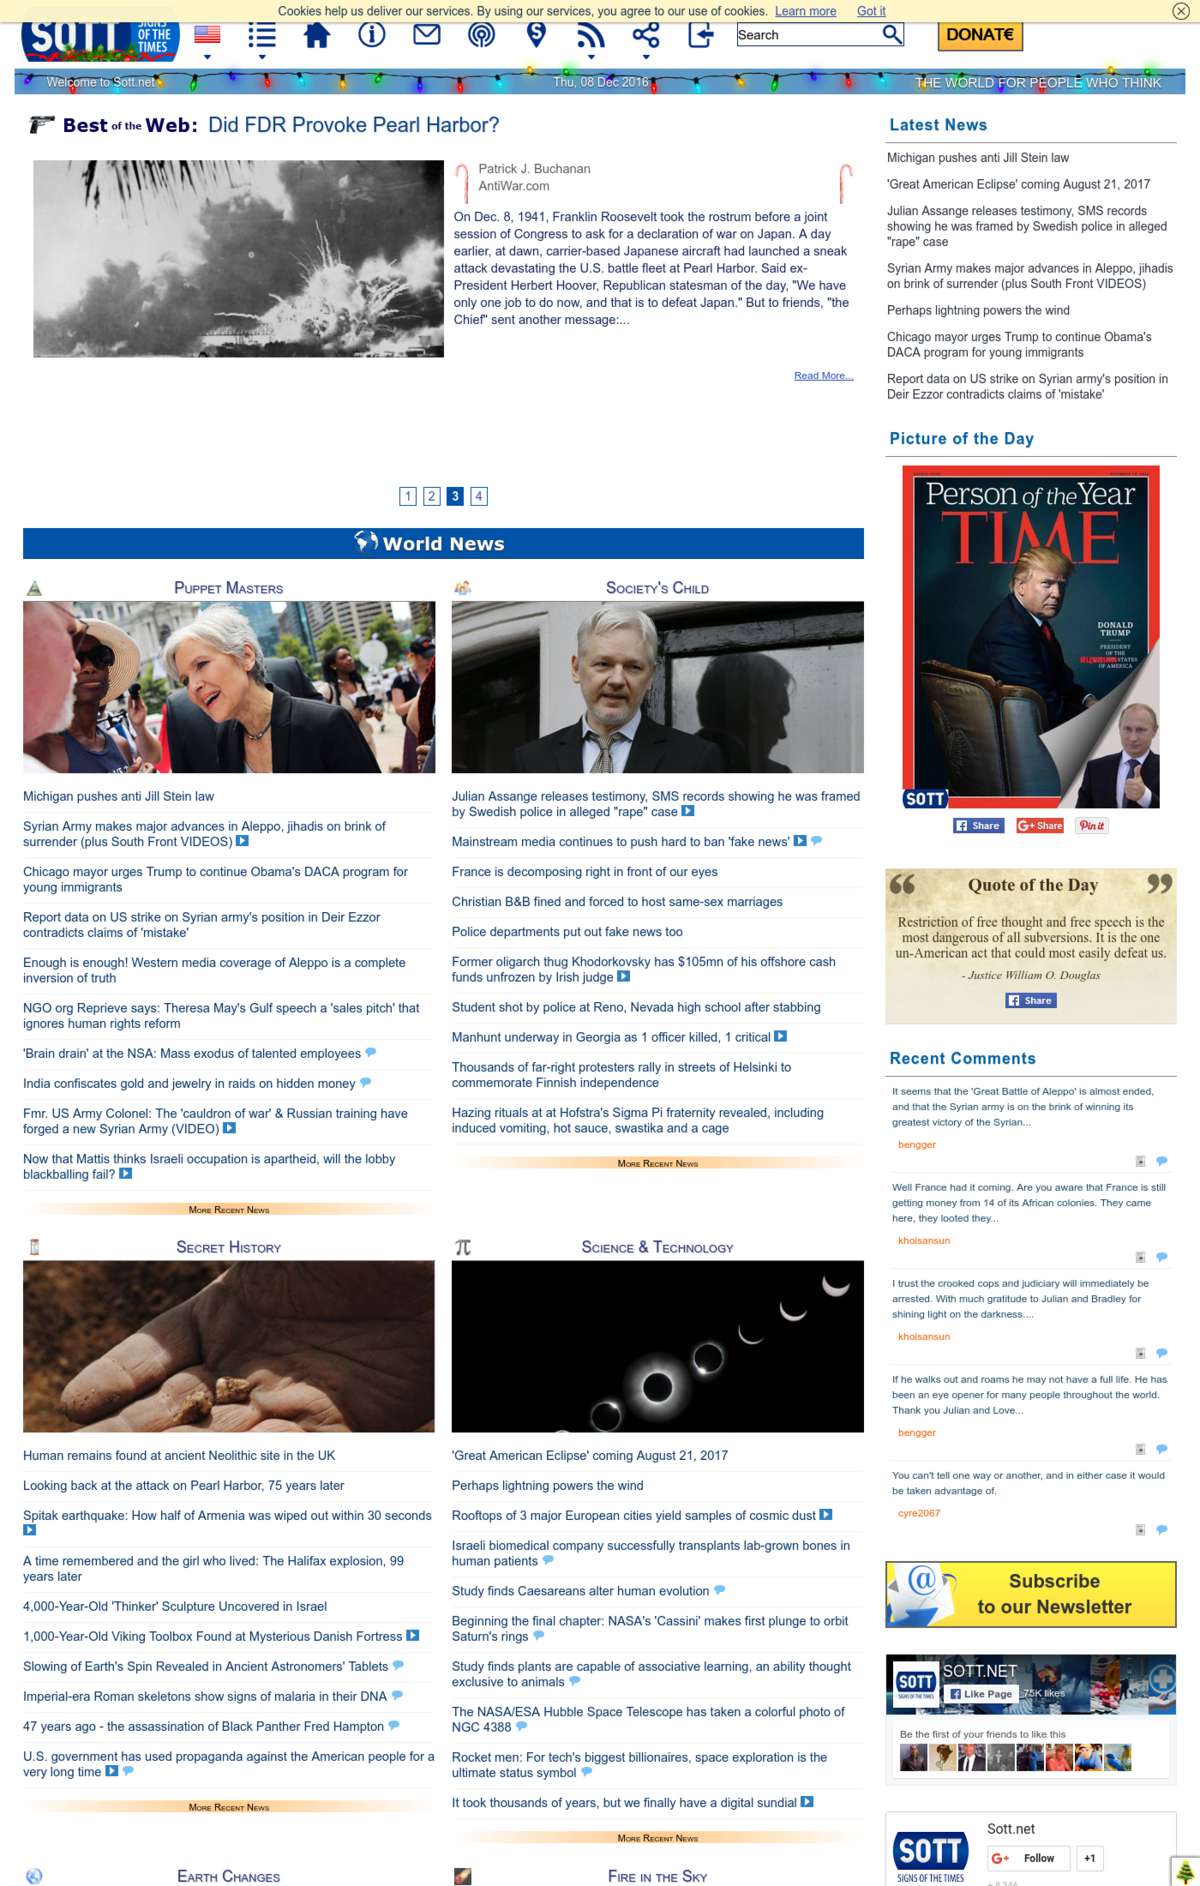 Cookies help us deliver our services. By using our services, you agree to our use of cookies. Learn more Got it
SOTT SIGNS OF THE TIMES
Search
DONAT€
Welcome to Sott.net
Thu, 08 Dec 2016
THE WORLD FOR PEOPLE WHO THINK
Best of the Web: Did FDR Provoke Pearl Harbor?
Patrick J. Buchanan
AntiWar.com
On Dec. 8, 1941, Franklin Roosevelt took the rostrum before a joint
session of Congress to ask for a declaration of war on Japan. A day
earlier, at dawn, carrier-based Japanese aircraft had launched a sneak
attack devastating the U.S. battle fleet at Pearl Harbor. Said ex-
President Herbert Hoover, Republican statesman of the day, "We have
only one job to do now, and that is to defeat Japan." But to friends, "the
Chief" sent another message:...
Read More...
1 2 3 4
World News
Puppet Masters
Michigan pushes anti Jill Stein law
Syrian Army makes major advances in Aleppo, jihadis on brink of
surrender (plus South Front VIDEOS)
Chicago mayor urges Trump to continue Obama's DACA program for
young immigrants
Report data on US strike on Syrian army's position in Deir Ezzor
contradicts claims of 'mistake'
Enough is enough! Western media coverage of Aleppo is a complete
inversion of truth
NGO org Reprieve says: Theresa May's Gulf speech a 'sales pitch' that
ignores human rights reform
'Brain drain' at the NSA: Mass exodus of talented employees
India confiscates gold and jewelry in raids on hidden money
Fmr. US Army Colonel: The 'cauldron of war' & Russian training have
forged a new Syrian Army (VIDEO)
Now that Mattis thinks Israeli occupation is apartheid, will the lobby
blackballing fail?
More Recent News
Society's Child
Julian Assange releases testimony, SMS records showing he was framed
by Swedish police in alleged "rape" case
Mainstream media continues to push hard to ban 'fake news'
France is decomposing right in front of our eyes
Christian B&B fined and forced to host same-sex marriages
Police departments put out fake news too
Former oligarch thug Khodorkovsky has $105mn of his offshore cash
funds unfrozen by Irish judge
Student shot by police at Reno, Nevada high school after stabbing
Manhunt underway in Georgia as 1 officer killed, 1 critical
Thousands of far-right protesters rally in streets of Helsinki to
commemorate Finnish independence
Hazing rituals at at Hofstra's Sigma Pi fraternity revealed, including
induced vomiting, hot sauce, swastika and a cage
More Recent News
Secret History
Human remains found at ancient Neolithic site in the UK
Looking back at the attack on Pearl Harbor, 75 years later
Spitak earthquake: How half of Armenia was wiped out within 30 seconds
A time remembered and the girl who lived: The Halifax explosion, 99
years later
4,000-Year-Old 'Thinker' Sculpture Uncovered in Israel
1,000-Year-Old Viking Toolbox Found at Mysterious Danish Fortress
Slowing of Earth's Spin Revealed in Ancient Astronomers' Tablets
Imperial-era Roman skeletons show signs of malaria in their DNA
47 years ago - the assassination of Black Panther Fred Hampton
U.S. government has used propaganda against the American people for a
very long time
More Recent News
Science & Technology
'Great American Eclipse' coming August 21, 2017
Perhaps lightning powers the wind
Rooftops of 3 major European cities yield samples of cosmic dust
Israeli biomedical company successfully transplants lab-grown bones in
human patients
Study finds Caesareans alter human evolution
Beginning the final chapter: NASA's 'Cassini' makes first plunge to orbit
Saturn's rings
Study finds plants are capable of associative learning, an ability thought
exclusive to animals
The NASA/ESA Hubble Space Telescope has taken a colorful photo of
NGC 4388
Rocket men: For tech's biggest billionaires, space exploration is the
ultimate status symbol
It took thousands of years, but we finally have a digital sundial
More Recent News
Earth Changes
Fire in the Sky
Latest News
Michigan pushes anti Jill Stein law
'Great American Eclipse' coming August 21, 2017
Julian Assange releases testimony, SMS records
showing he was framed by Swedish police in alleged
"rape" case
Syrian Army makes major advances in Aleppo, jihadis
on brink of surrender (plus South Front VIDEOS)
Perhaps lightning powers the wind
Chicago mayor urges Trump to continue Obama's
DACA program for young immigrants
Report data on US strike on Syrian army's position in
Deir Ezzor contradicts claims of 'mistake'
Picture of the Day
Person of the Year
TIME
DONALD
TRUMP
PRESIDENT
OF THE
STATES
OF AMERICA
SOTT
Share
Share
Pin it
Quote of the Day
Restriction of free thought and free speech is the
most dangerous of all subversions. It is the one
un-American act that could most easily defeat us.
- Justice William O. Douglas
Share
Recent Comments
It seems that the 'Great Battle of Aleppo' is almost ended,
and that the Syrian army is on the brink of winning its
greatest victory of the Syrian...
bengger
Well France had it coming. Are you aware that France is still
getting money from 14 of its African colonies. They came
here, they looted they...
khoisansun
I trust the crooked cops and judiciary will immediately be
arrested. With much gratitude to Julian and Bradley for
shining light on the darkness....
khoisansun
If he walks out and roams he may not have a full life. He has
been an eye opener for many people throughout the world.
Thank you Julian and Love...
bengger
You can't tell one way or another, and in either case it would
be taken advantage of.
cyre2067
Subscribe
to our Newsletter
SOTT.NET
SOTT
SIGNS OF THE TIMES
Like Page
75K likes
Be the first of your friends to like this
Sott.net
SOTT
SIGNS OF THE TIMES
G+ Follow
+1